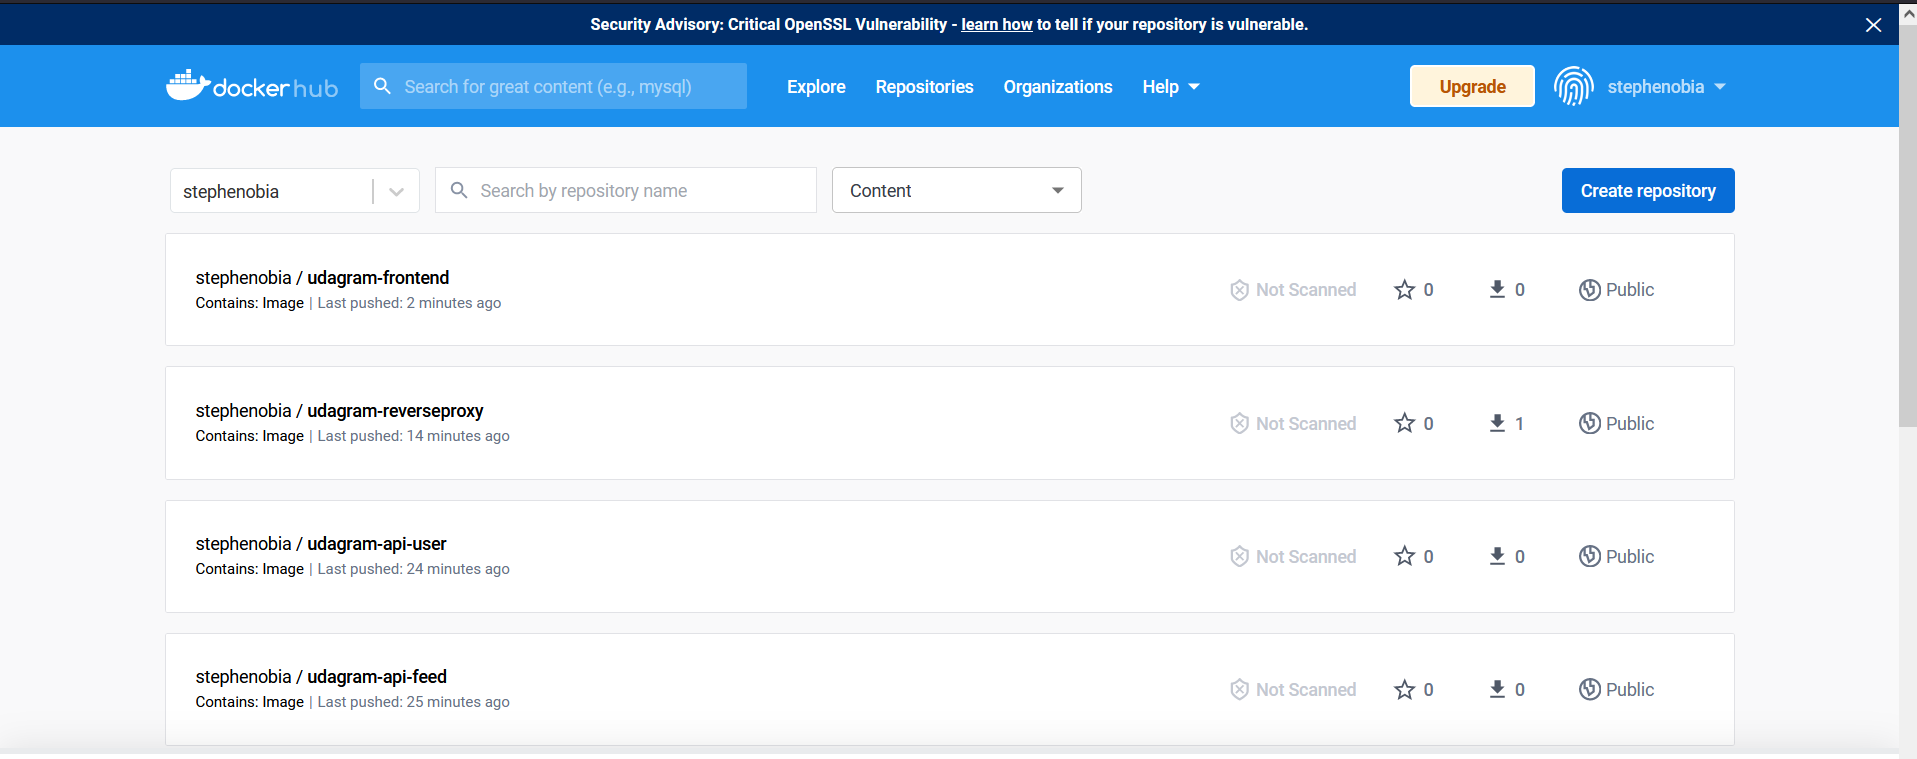 Security Advisory: Critical OpenSSL Vulnerability - learn how to tell if your repository is vulnerable.
dockerhub Search for great content (e.g., mysql) Explore Repositories Organizations Help Upgrade stephenobia
stephenobia Search by repository name Content Create repository
stephenobia / udagram-frontend
Contains: Image | Last pushed: 2 minutes ago
Not Scanned 0 0 Public
stephenobia / udagram-reverseproxy
Contains: Image | Last pushed: 14 minutes ago
Not Scanned 0 1 Public
stephenobia / udagram-api-user
Contains: Image | Last pushed: 24 minutes ago
Not Scanned 0 0 Public
stephenobia / udagram-api-feed
Contains: Image | Last pushed: 25 minutes ago
Not Scanned 0 0 Public